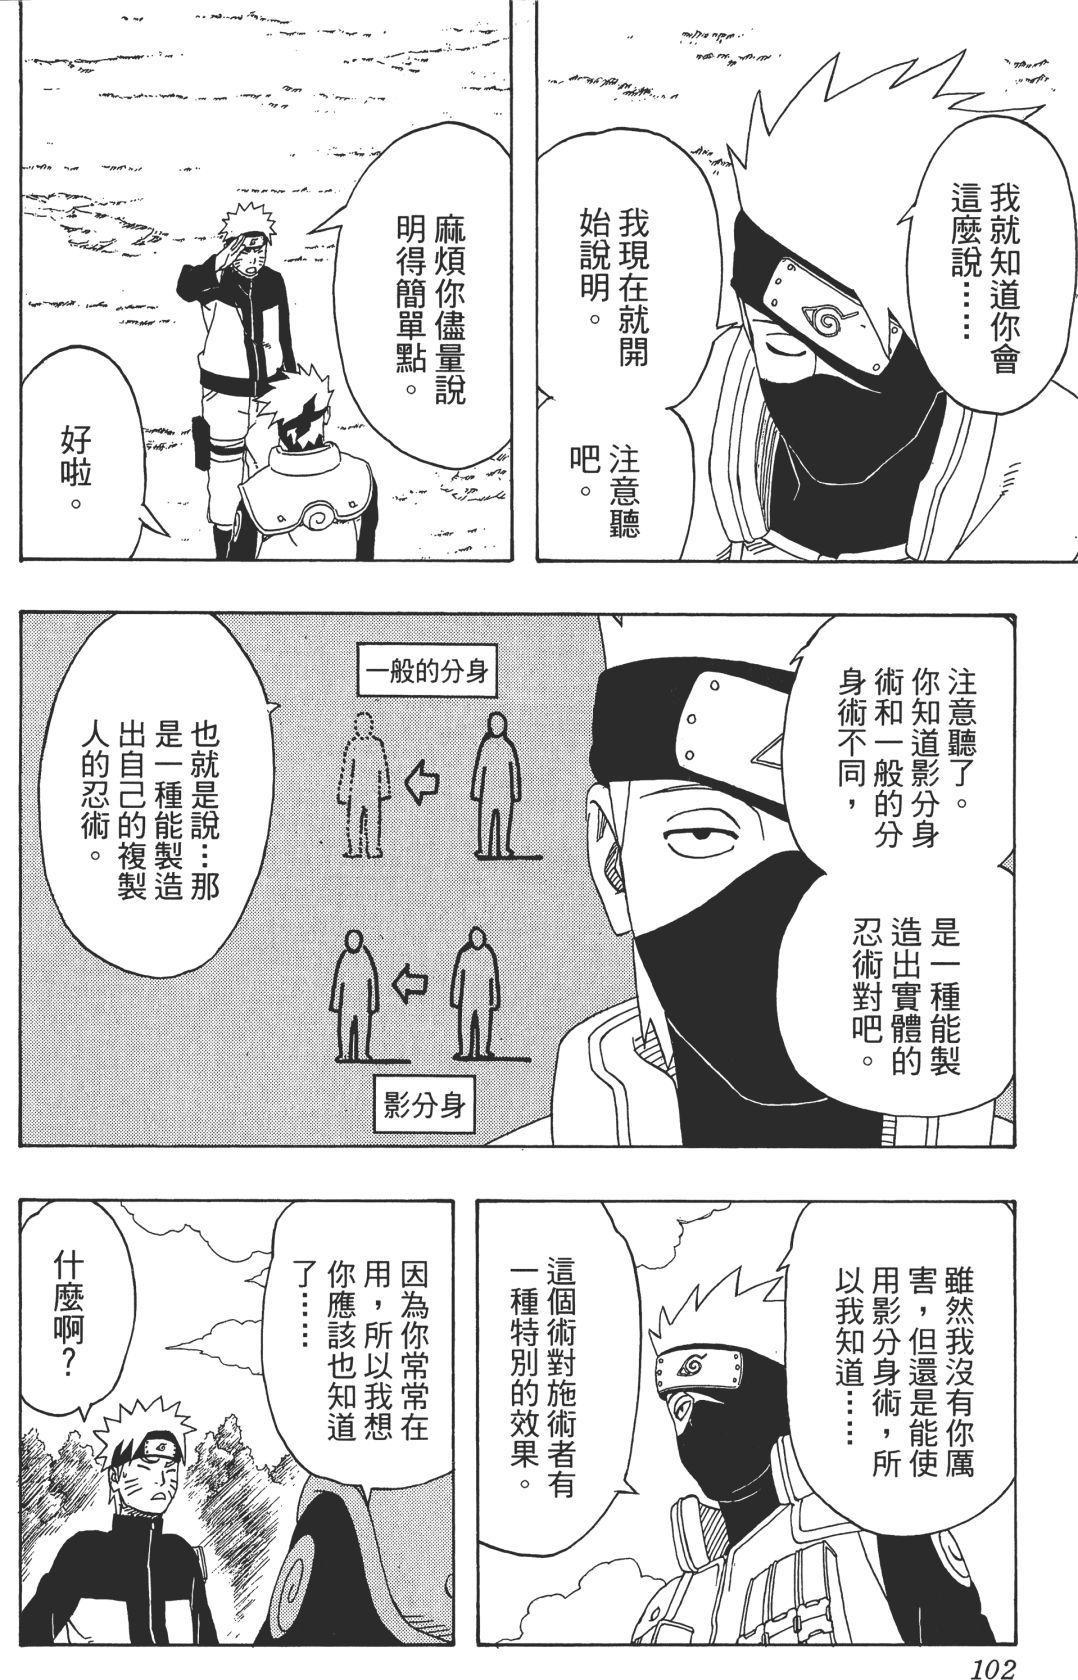 我就知道你會
這麼說……
我現在就開
始說明。
注意聽
吧。
麻煩你儘量說
明得簡單點。
好啦。
注意聽了。
你知道影分身
術和一般的分
身術不同，
是一種能製
造出實體的
忍術對吧。
一般的分身
影分身
也就是說…那
是一種能製造
出自己的複製
人的忍術。
雖然我沒有你厲
害，但還是能使
用影分身術，所
以我知道……
這個術對施術者有
一種特別的效果。
因為你常常在
用，所以我想
你應該也知道
了……
什麼啊？
102